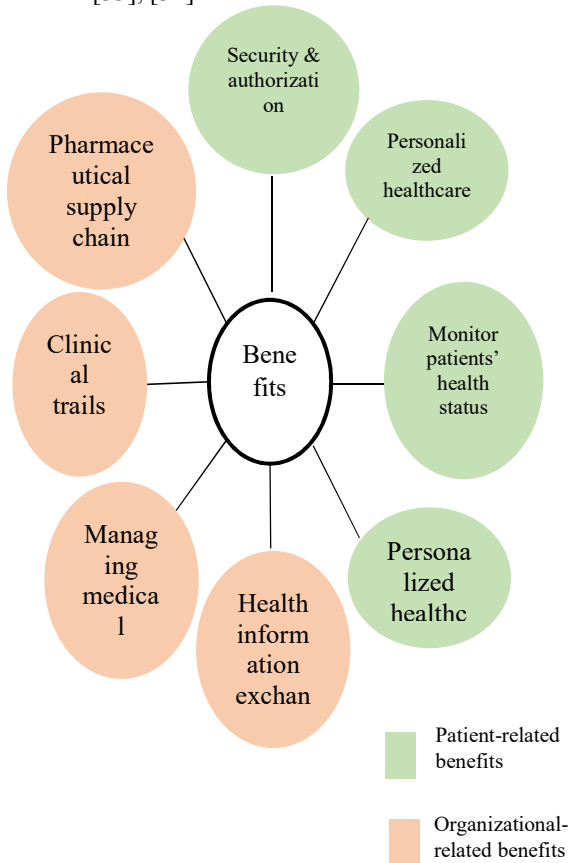 Security &
authorizati
on
Personali
zed
healthcare
Monitor
patients’
health
status
Persona
lized
healthc
Health
inform
ation
exchan
Manag
ing
medica
l
Clinic
al
trails
Pharmace
utical
supply
chain
Bene
fits
Patient-related
benefits
Organizational-
related benefits